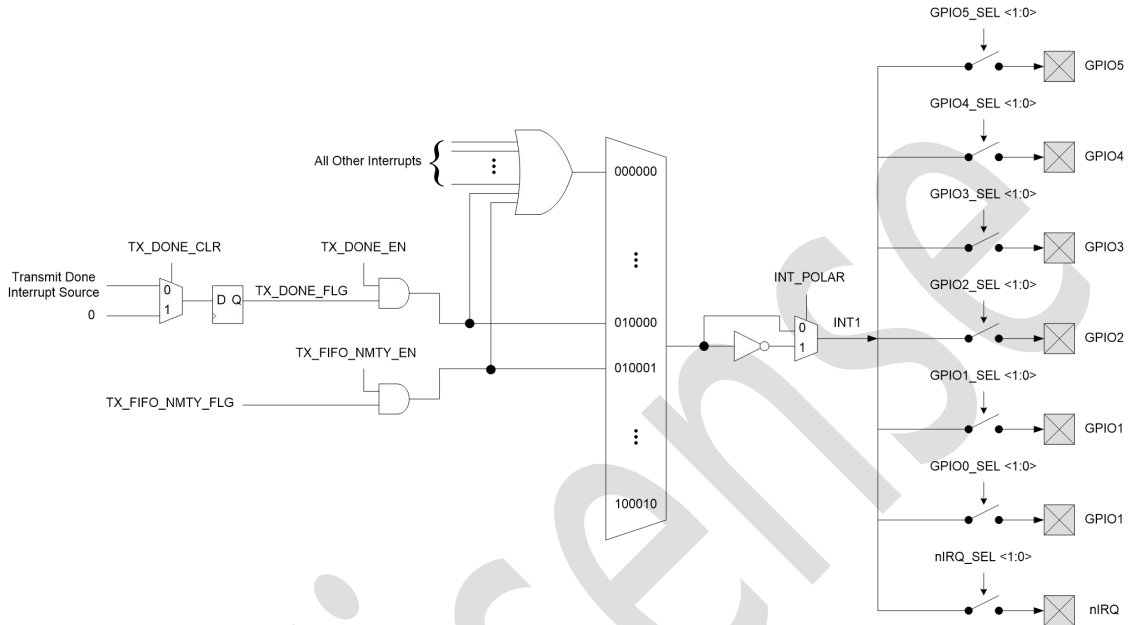 GPIO5_SEL <1:0>
GPIO5
GPIO4_SEL <1:0>
All Other Interrupts
000000
GPIO4
GPIO3_SEL <1:0>
TX_DONE_CLR
TX_DONE_EN
GPIO3
Transmit Done
Interrupt Source
0
0
1
D Q
TX_DONE_FLG
INT_POLAR
GPIO2_SEL <1:0>
010000
0
1
INT1
GPIO2
TX_FIFO_NMTY_EN
010001
GPIO1_SEL <1:0>
TX_FIFO_NMTY_FLG
GPIO1
GPIO0_SEL <1:0>
100010
GPIO1
nIRQ_SEL <1:0>
nIRQ